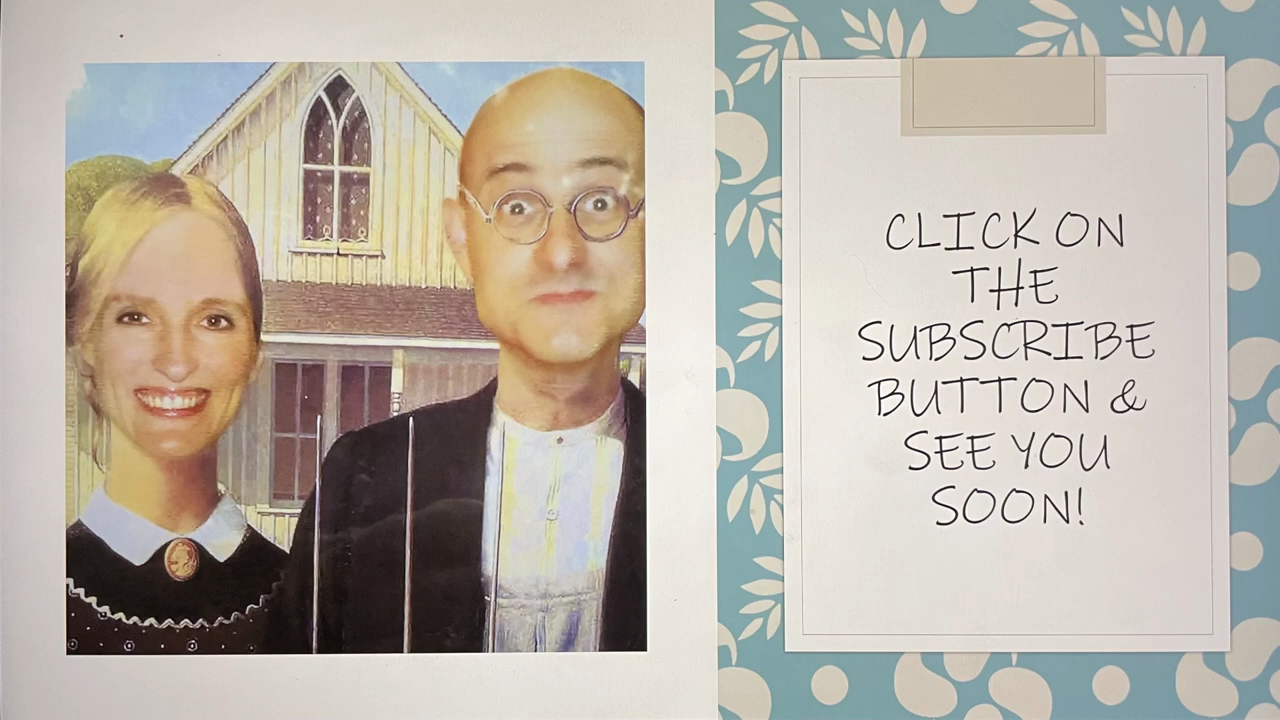 CLICK ON
THE
SUBSCRIBE
BUTTON &
SEE YOU
SOON!